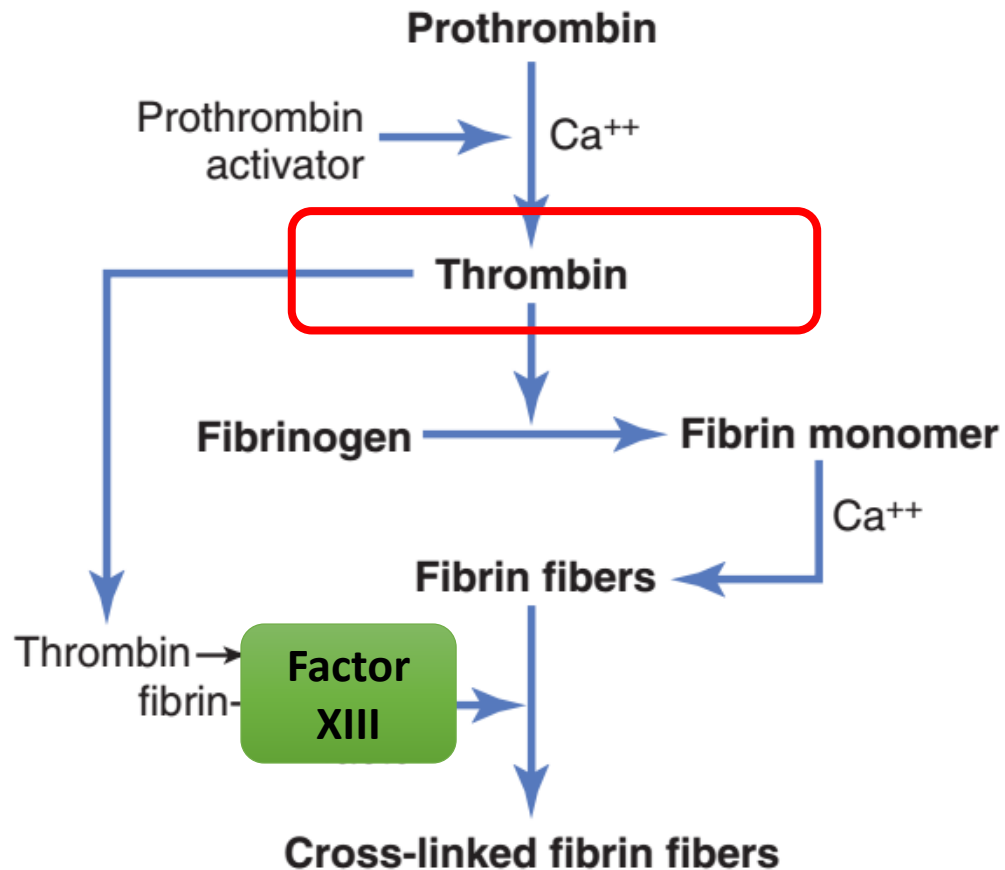 Prothrombin
Prothrombin
activator
Ca++
Thrombin
Fibrinogen
Fibrin monomer
Ca++
Fibrin fibers
Thrombin
fibrin-
Factor
XIII
Cross-linked fibrin fibers